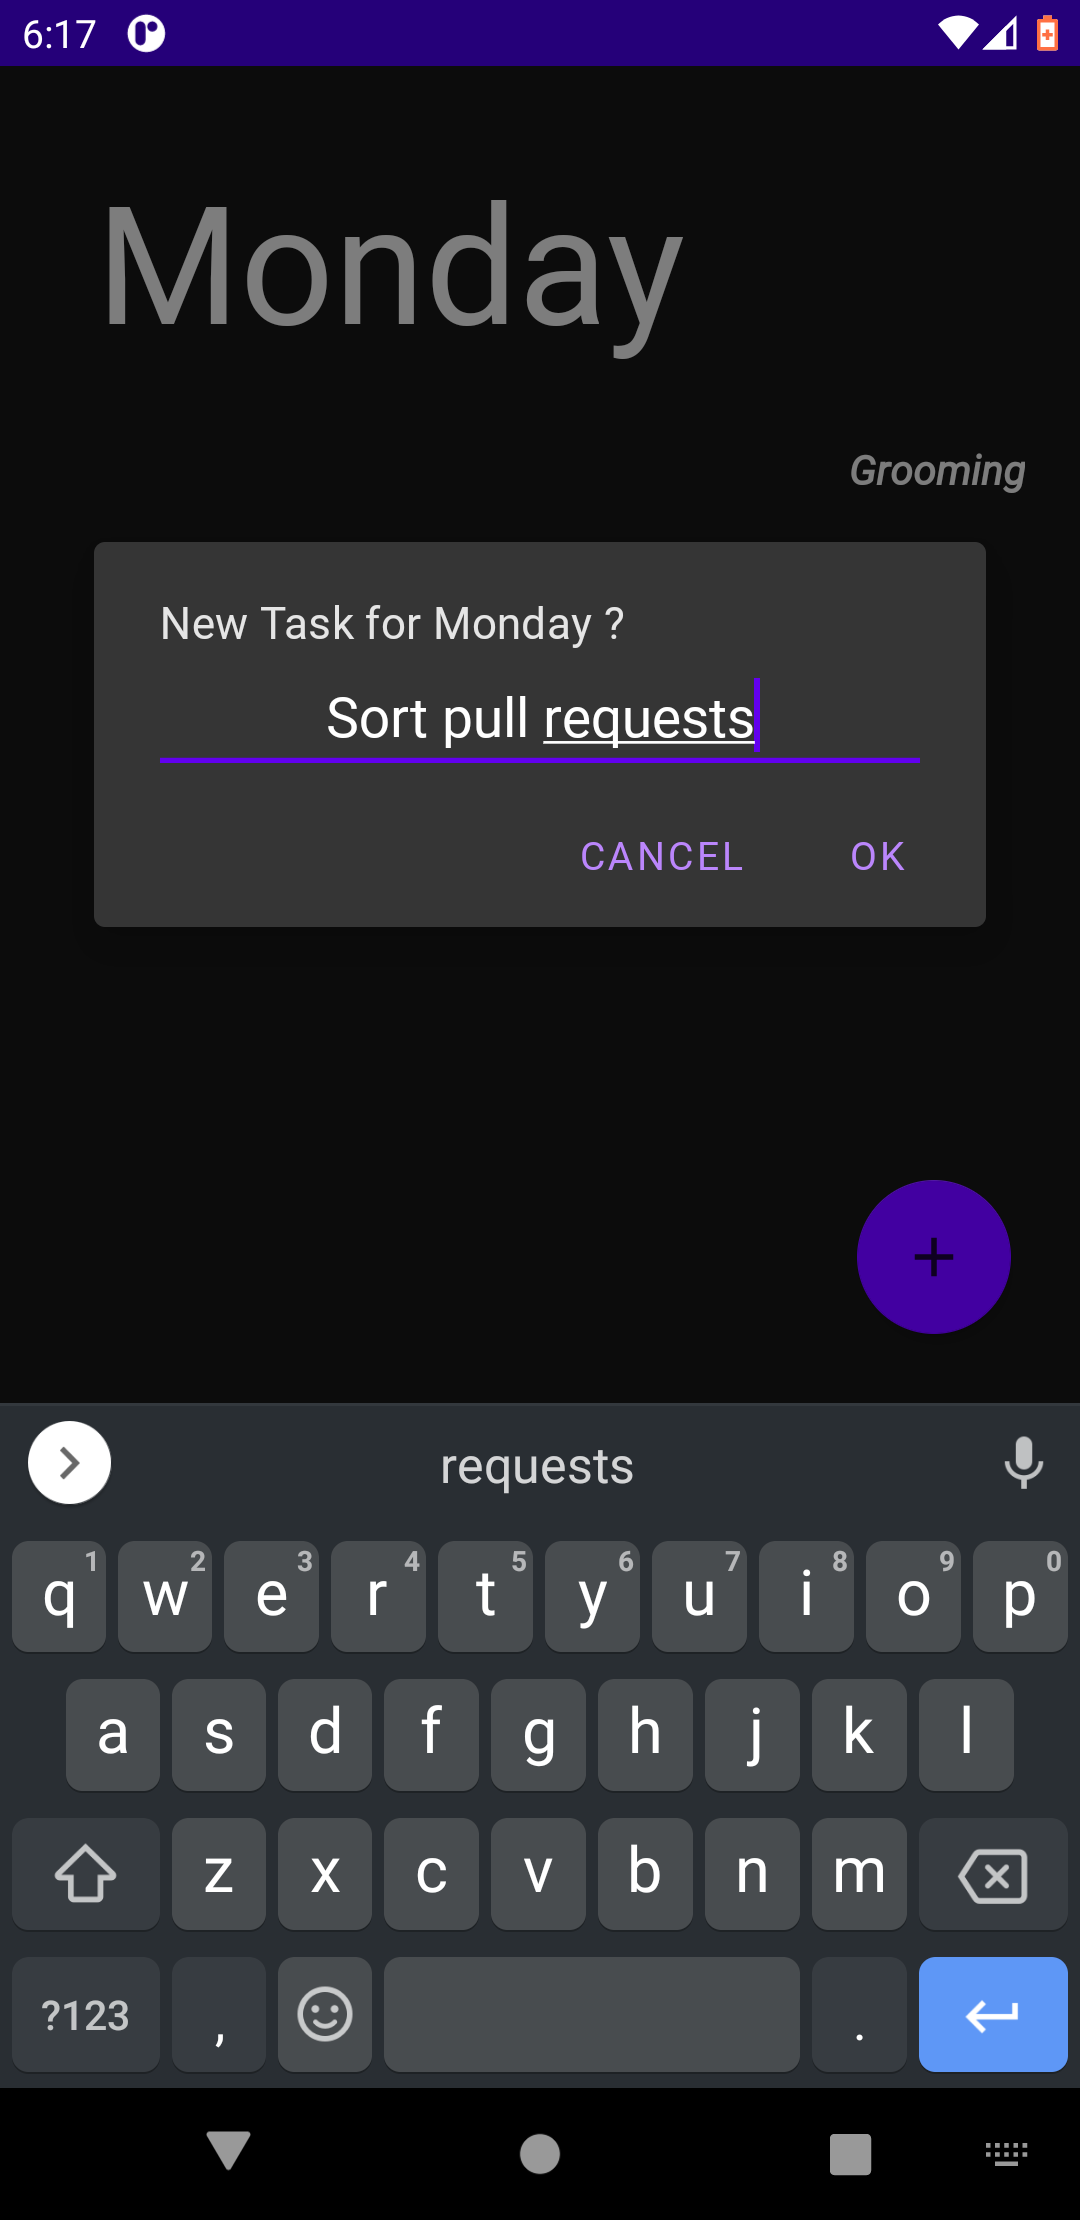 6:17
Monday
Grooming
New Task for Monday ?
Sort pull requests
CANCEL OK
requests
q 1 w 2 e 3 r 4 t 5 y 6 u 7 i 8 o 9 p 0
a s d f g h j k l
z x c v b n m
?123 , .